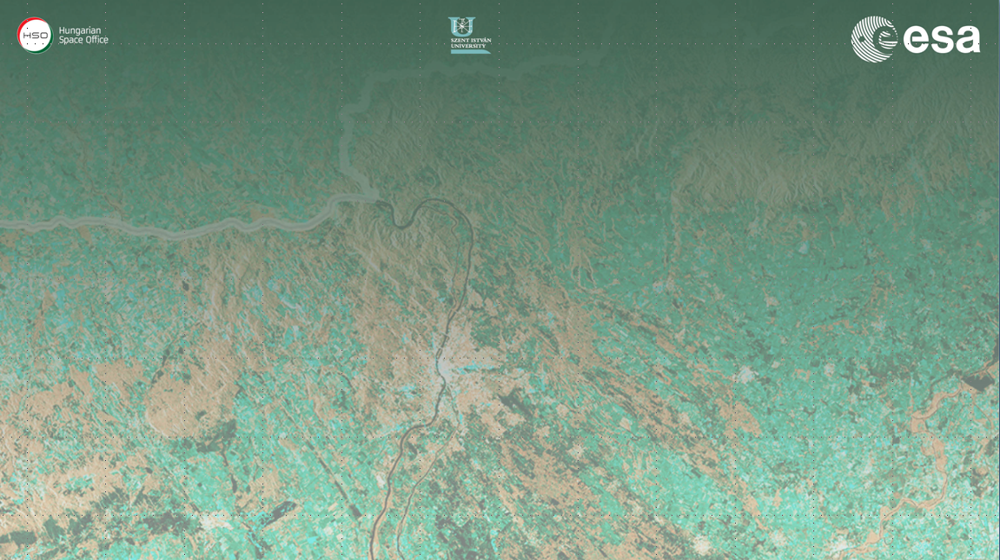 HSO
Hungarian
Space Office
SZENT ISTVÁN
UNIVERSITY
esa